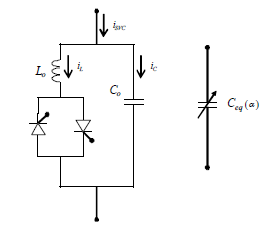 i_SVC
L_o
i_L
i_C
C_o
C_eq (α)